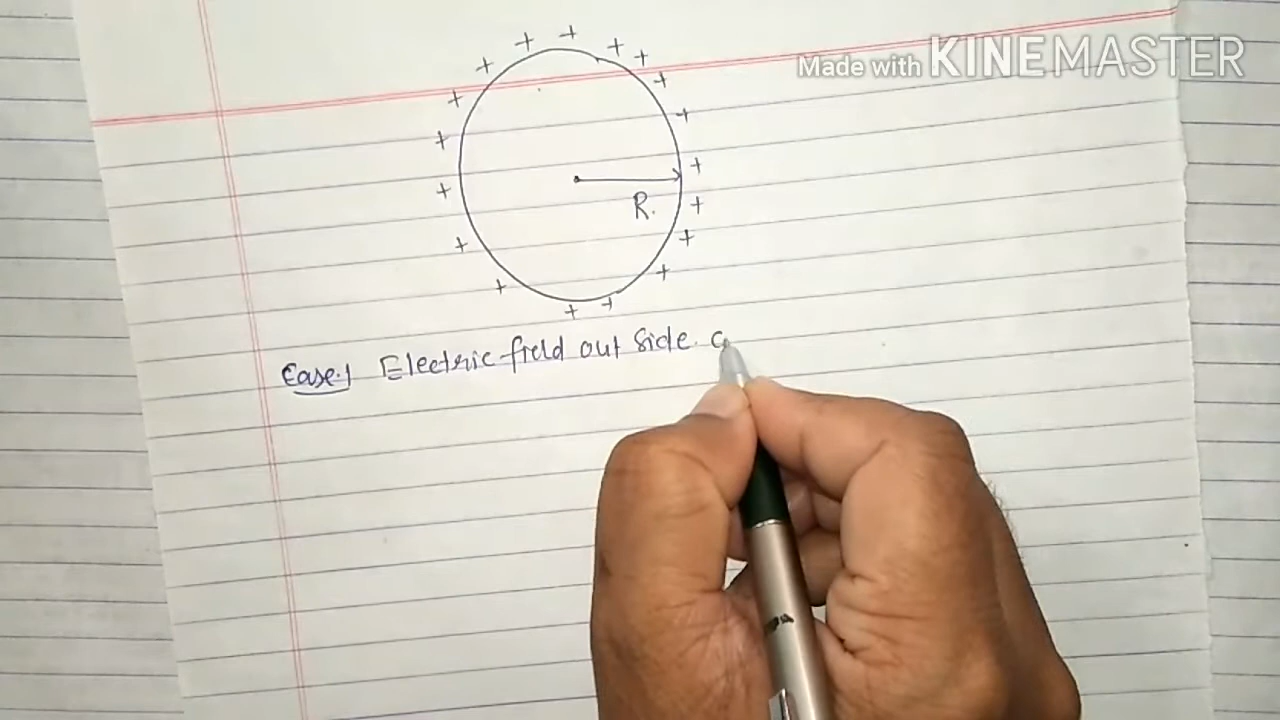 Made with KINEMASTER
+ + + + + + + + + + + + + + + + + + + +
R.
Case.1 Electric field out side.